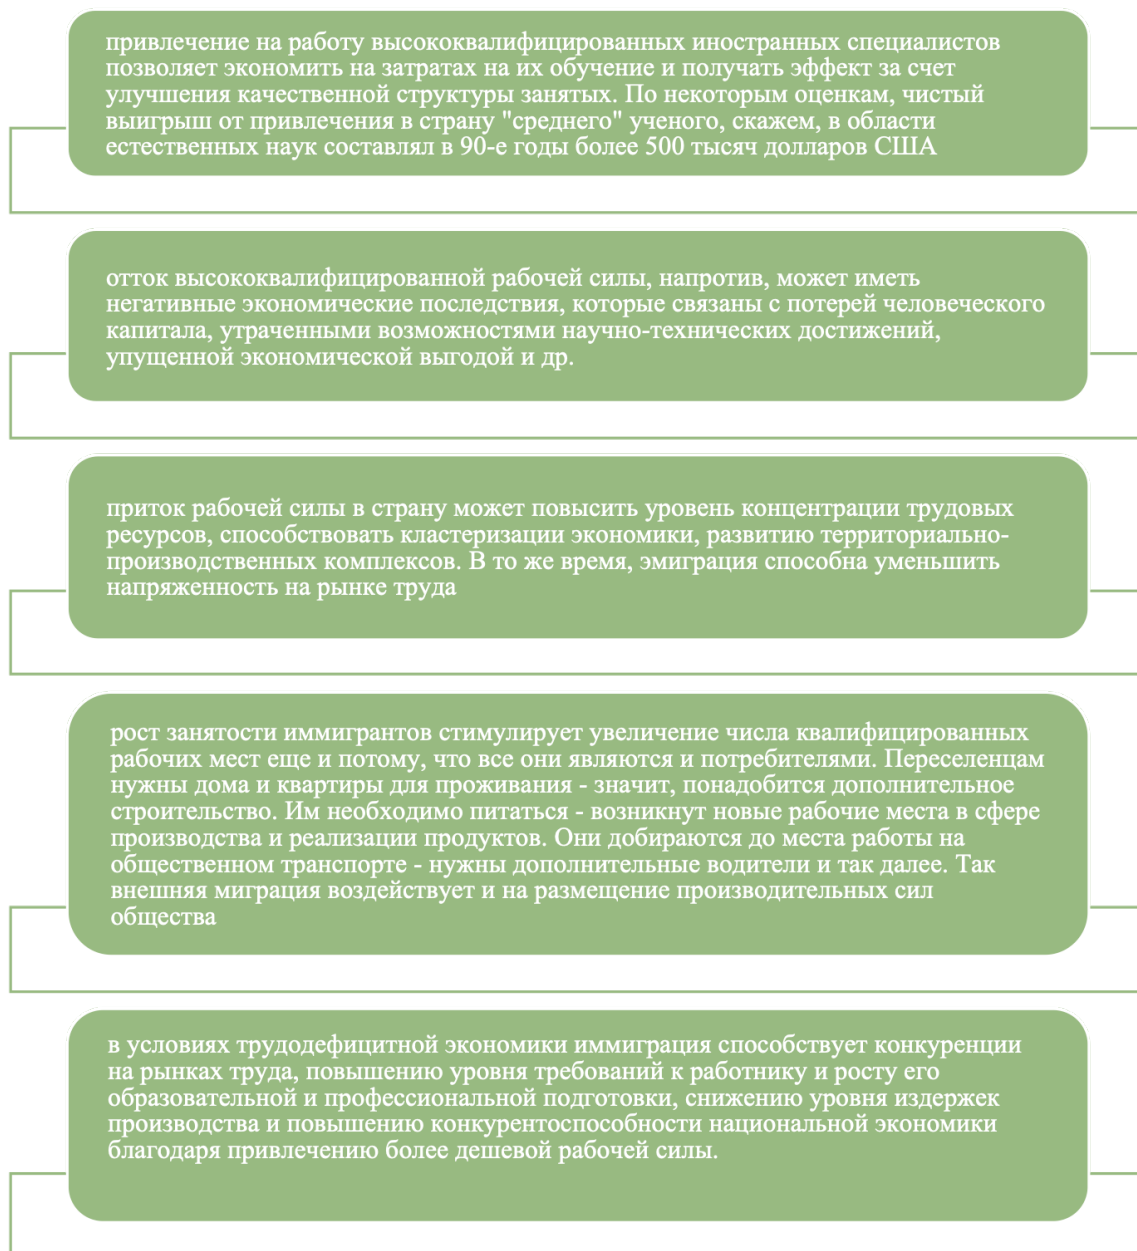 привлечение на работу высококвалифицированных иностранных специалистов
позволяет экономить на затратах на их обучение и получать эффект за счет
улучшения качественной структуры занятых. По некоторым оценкам, чистый
выигрыш от привлечения в страну "среднего" ученого, скажем, в области
естественных наук составлял в 90-е годы более 500 тысяч долларов США
отток высококвалифицированной рабочей силы, напротив, может иметь
негативные экономические последствия, которые связаны с потерей человеческого
капитала, утраченными возможностями научно-технических достижений,
упущенной экономической выгодой и др.
приток рабочей силы в страну может повысить уровень концентрации трудовых
ресурсов, способствовать кластеризации экономики, развитию территориально-
производственных комплексов. В то же время, эмиграция способна уменьшить
напряженность на рынке труда
рост занятости иммигрантов стимулирует увеличение числа квалифицированных
рабочих мест еще и потому, что все они являются и потребителями. Переселенцам
нужны дома и квартиры для проживания - значит, понадобится дополнительное
строительство. Им необходимо питаться - возникнут новые рабочие места в сфере
производства и реализации продуктов. Они добираются до места работы на
общественном транспорте - нужны дополнительные водители и так далее. Так
внешняя миграция воздействует и на размещение производительных сил
общества
в условиях трудодефицитной экономики иммиграция способствует конкуренции
на рынках труда, повышению уровня требований к работнику и росту его
образовательной и профессиональной подготовки, снижению уровня издержек
производства и повышению конкурентоспособности национальной экономики
благодаря привлечению более дешевой рабочей силы.